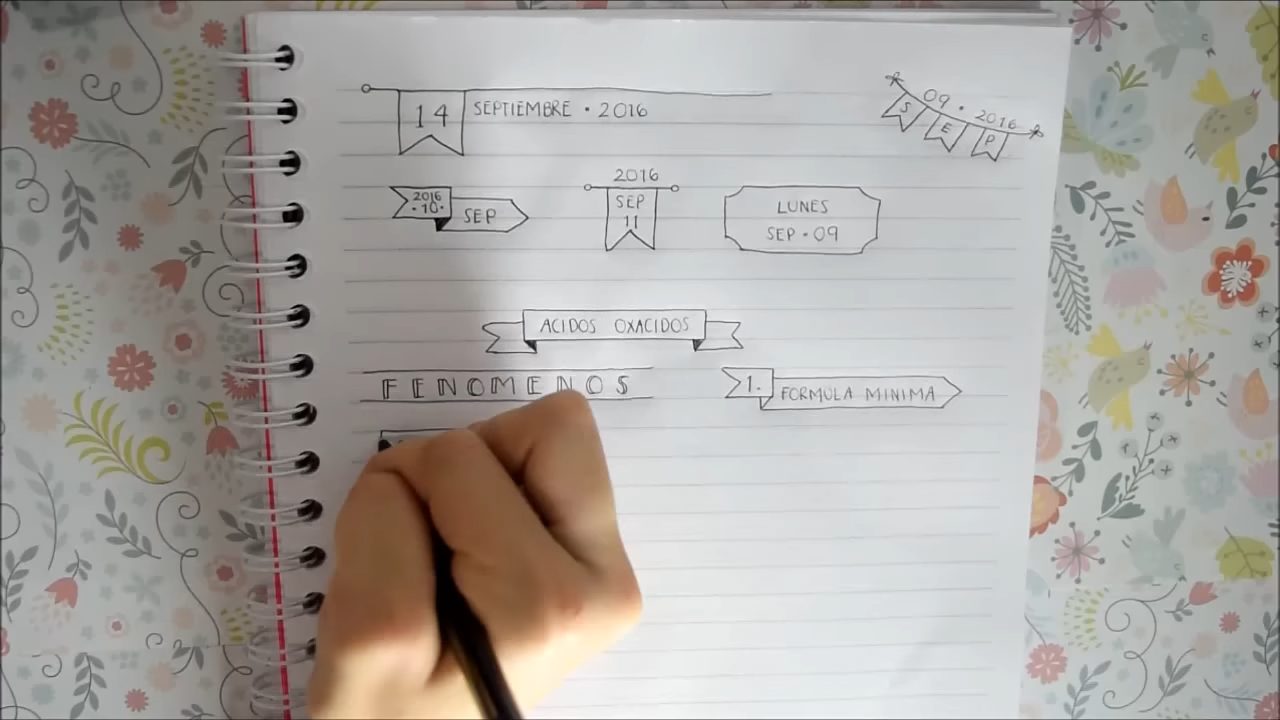 14 SEPTIEMBRE · 2016
09 · 2016
SEP
2016
· 10 ·
SEP
2016
SEP
11
LUNES
SEP · 09
ACIDOS OXACIDOS
FENOMENOS
1. FORMULA MINIMA